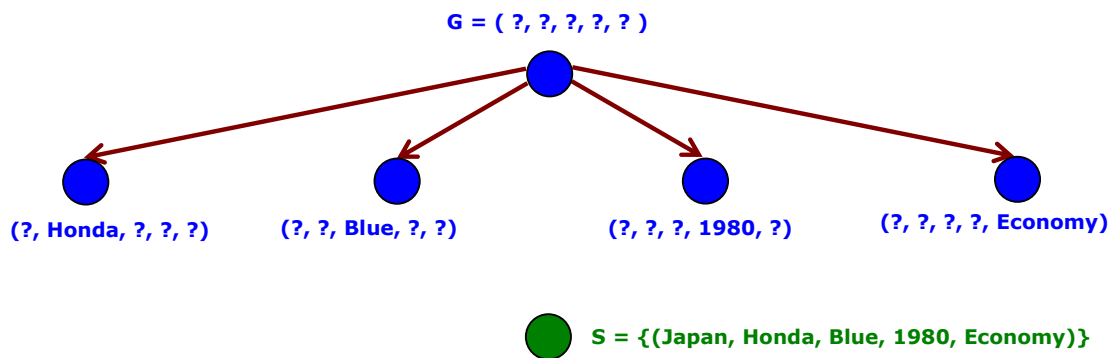 G = ( ?, ?, ?, ?, ? )
(?, Honda, ?, ?, ?)
(?, ?, Blue, ?, ?)
(?, ?, ?, 1980, ?)
(?, ?, ?, ?, Economy)
S = {(Japan, Honda, Blue, 1980, Economy)}